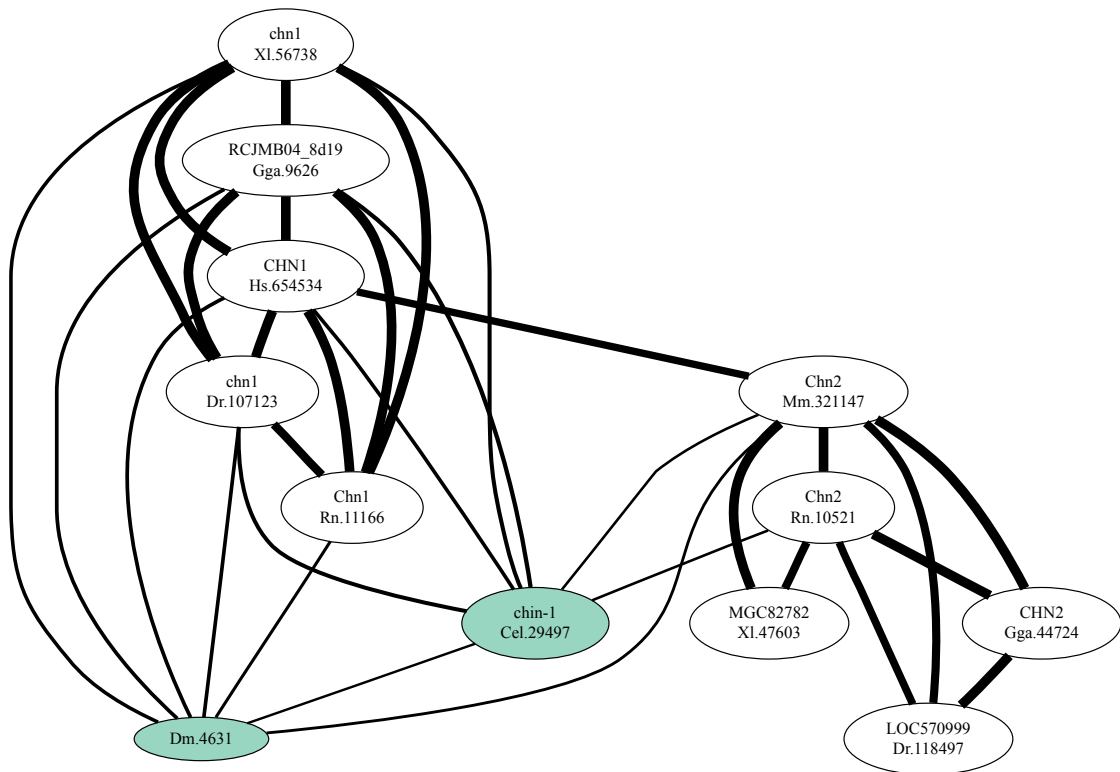 chn1
Xl.56738
RCJMB04_8d19
Gga.9626
CHN1
Hs.654534
chn1
Dr.107123
Chn2
Mm.321147
Chn1
Rn.11166
Chn2
Rn.10521
chin-1
Cel.29497
MGC82782
Xl.47603
CHN2
Gga.44724
Dm.4631
LOC570999
Dr.118497